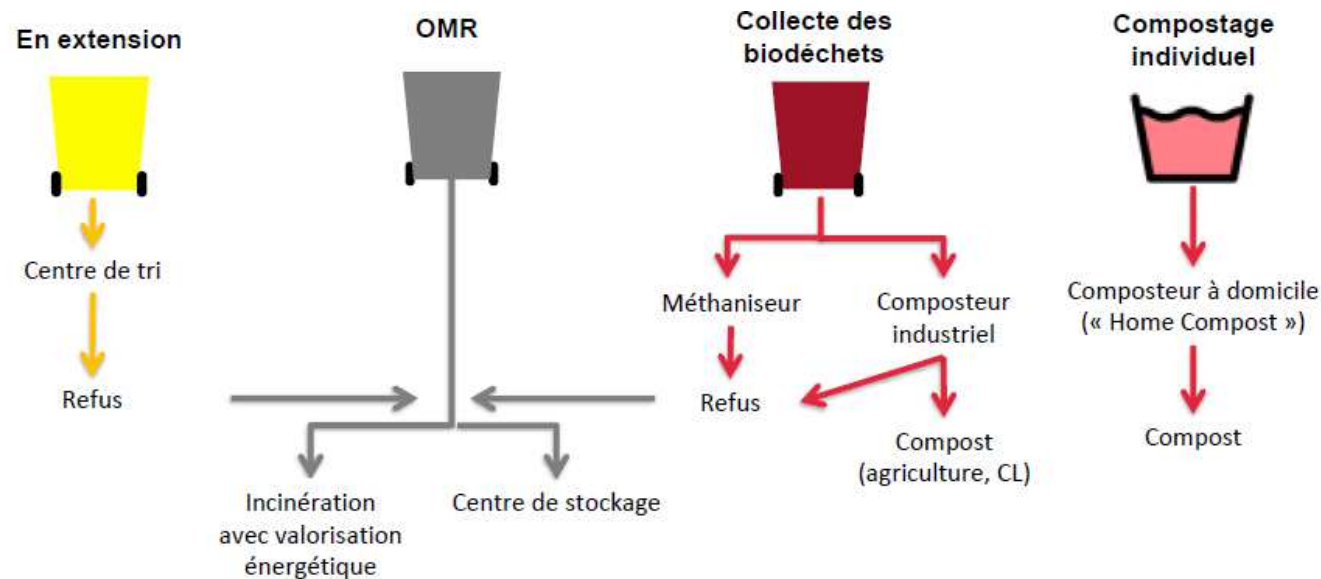 En extension
OMR
Collecte des
biodéchets
Compostage
individuel
Centre de tri
Méthaniseur
Composteur
industriel
Composteur à domicile
(« Home Compost »)
Refus
Refus
Compost
(agriculture, CL)
Compost
Incinération
avec valorisation
énergétique
Centre de stockage